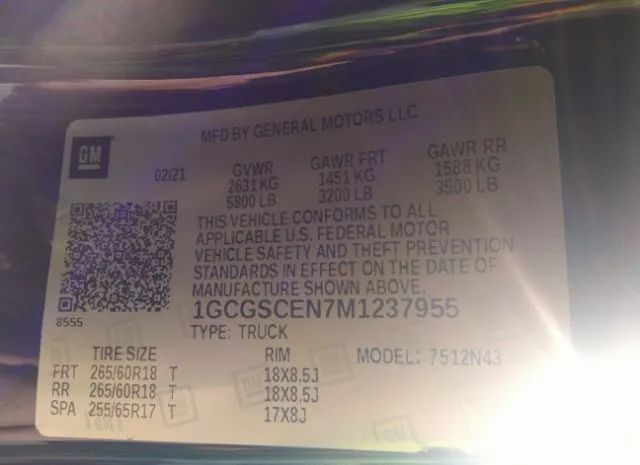 MFD BY GENERAL MOTORS LLC
GM
02/21
GVWR GAWR FRT GAWR RR
2631 KG 1451 KG 1588 KG
5800 LB 3200 LB 3500 LB
THIS VEHICLE CONFORMS TO ALL
APPLICABLE U.S. FEDERAL MOTOR
VEHICLE SAFETY AND THEFT PREVENTION
STANDARDS IN EFFECT ON THE DATE OF
MANUFACTURE SHOWN ABOVE.
8555
1GCGSCEN7M1237955
TYPE: TRUCK
TIRE SIZE RIM MODEL: 7512N43
FRT 265/60R18 T 18X8.5J
RR 265/60R18 T 18X8.5J
SPA 255/65R17 T 17X8J